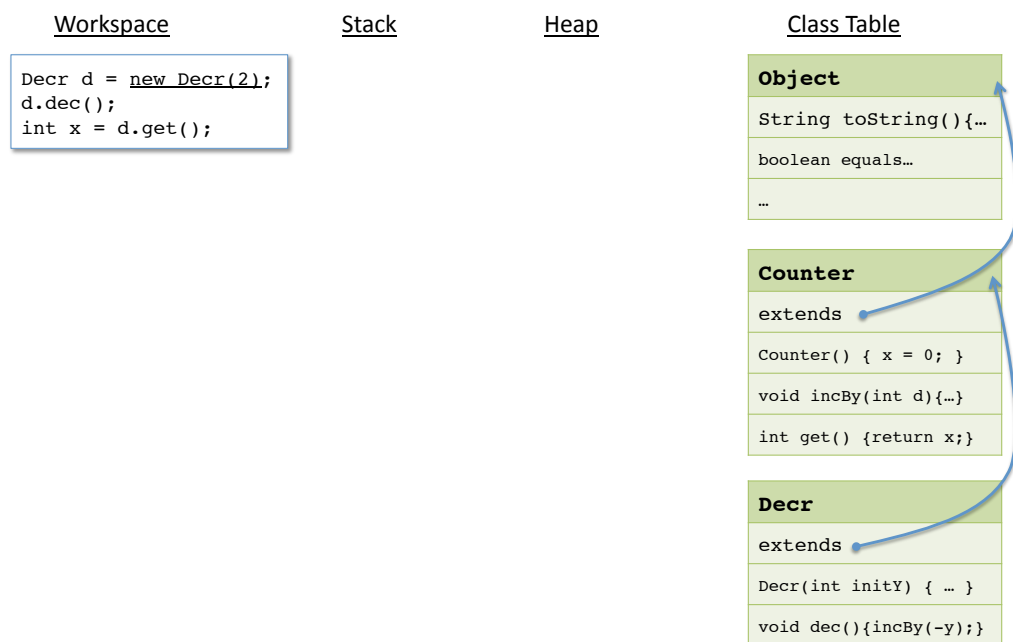 Workspace
Stack
Heap
Class Table
Decr d = new Decr(2);
d.dec();
int x = d.get();
Object
String toString(){…
boolean equals…
…
Counter
extends
Counter() { x = 0; }
void incBy(int d){…}
int get() {return x;}
Decr
extends
Decr(int initY) { … }
void dec(){incBy(-y);}